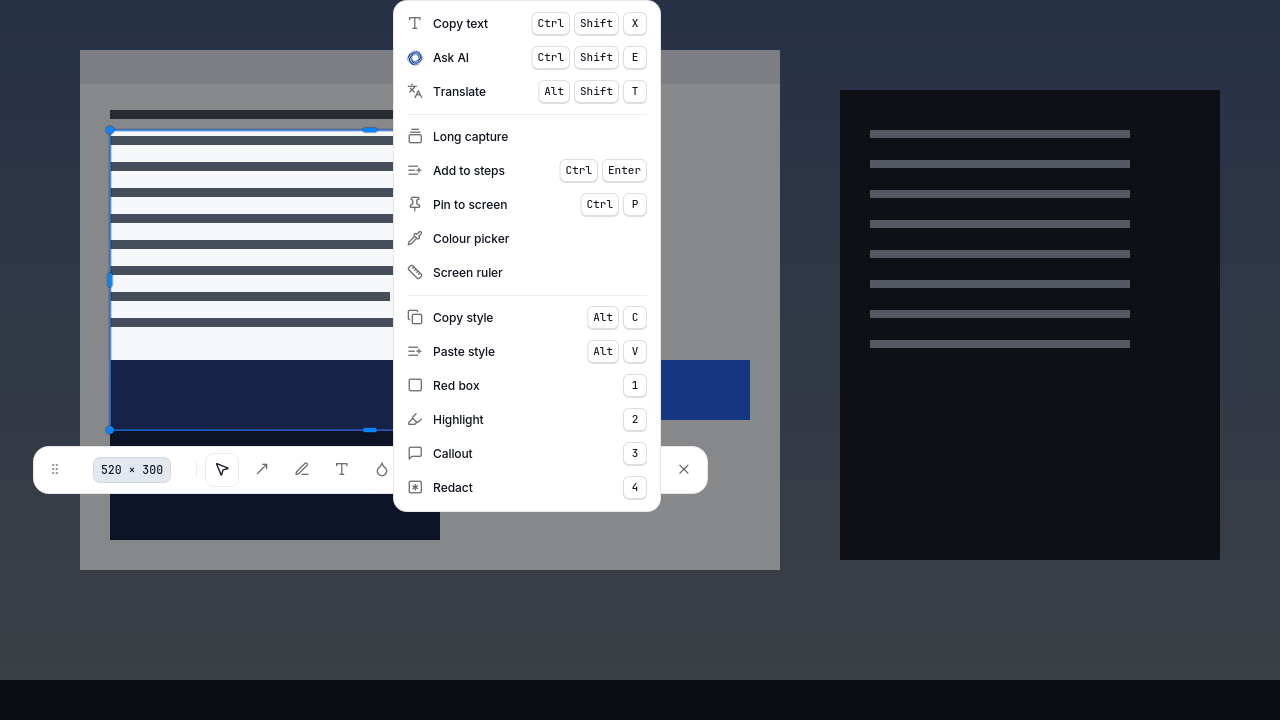 Copy text Ctrl Shift X
Ask AI Ctrl Shift E
Translate Alt Shift T
Long capture
Add to steps Ctrl Enter
Pin to screen Ctrl P
Colour picker
Screen ruler
Copy style Alt C
Paste style Alt V
Red box 1
Highlight 2
Callout 3
520 × 300
Redact 4